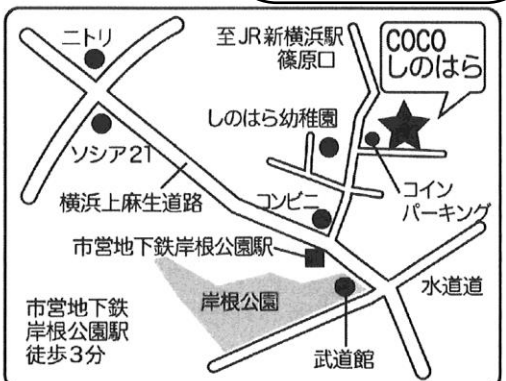 ニトリ
至JR新横浜駅
篠原口
COCO
しのはら
しのはら幼稚園
ソシア21
横浜上麻生道路
コンビニ
コイン
パーキング
市営地下鉄岸根公園駅
岸根公園
水道道
市営地下鉄
岸根公園駅
徒歩3分
武道館